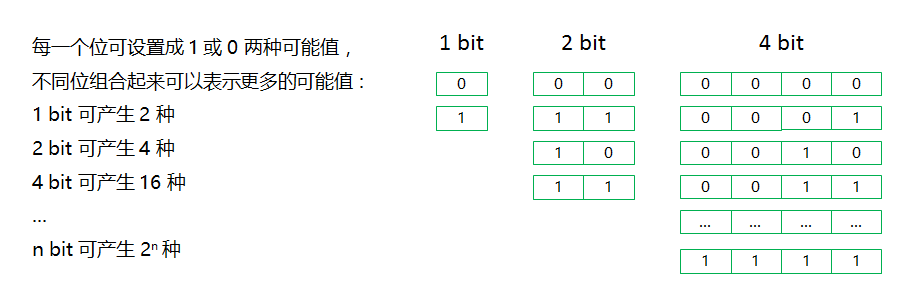 每一个位可设置成 1 或 0 两种可能值，
不同位组合起来可以表示更多的可能值：
1 bit 可产生 2 种
2 bit 可产生 4 种
4 bit 可产生 16 种
...
n bit 可产生 2ⁿ 种
1 bit
0
1
2 bit
0 0
1 1
1 0
1 1
4 bit
0 0 0 0
0 0 0 1
0 0 1 0
0 0 1 1
... ... ... ...
1 1 1 1